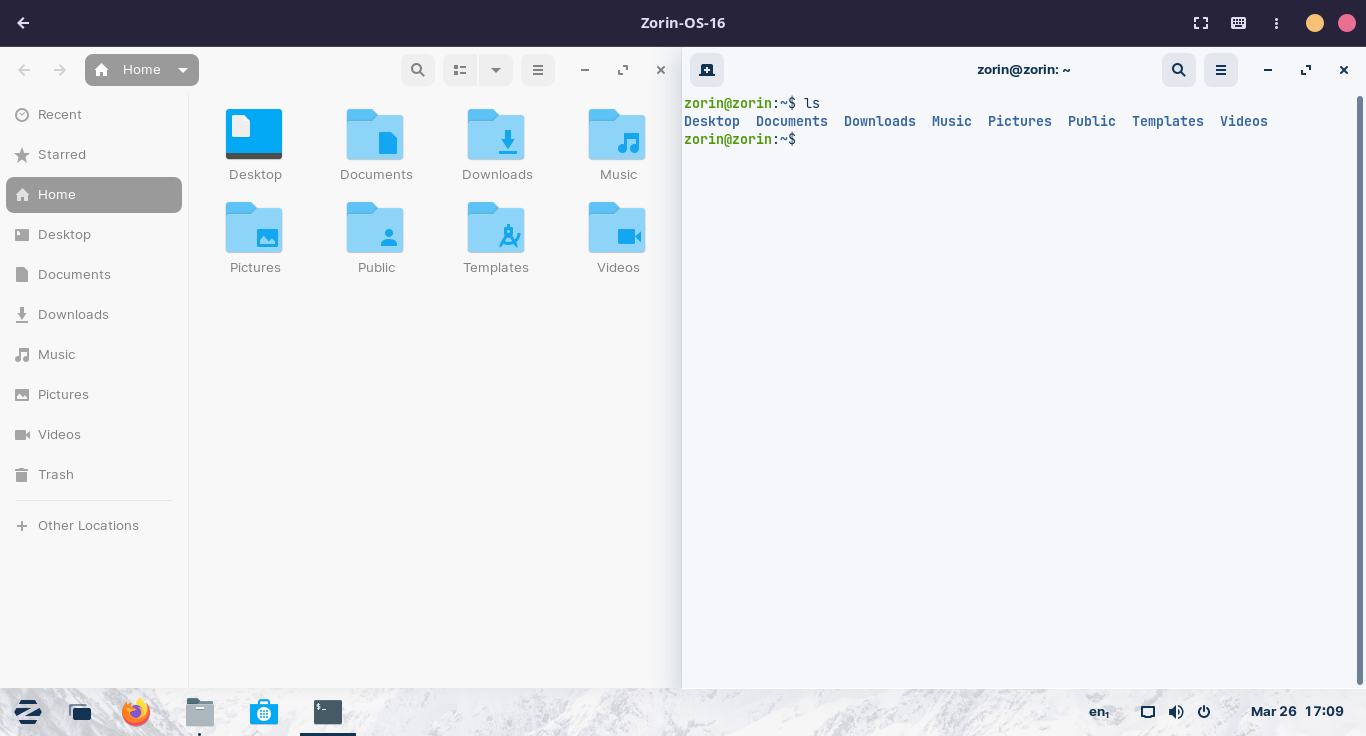 Zorin-OS-16
Home
zorin@zorin: ~
Recent
Starred
Home
Desktop
Documents
Downloads
Music
Pictures
Videos
Trash
Other Locations
Desktop
Documents
Downloads
Music
Pictures
Public
Templates
Videos
zorin@zorin:~$ ls
Desktop  Documents  Downloads  Music  Pictures  Public  Templates  Videos
zorin@zorin:~$
$_
en₁
Mar 26  17:09